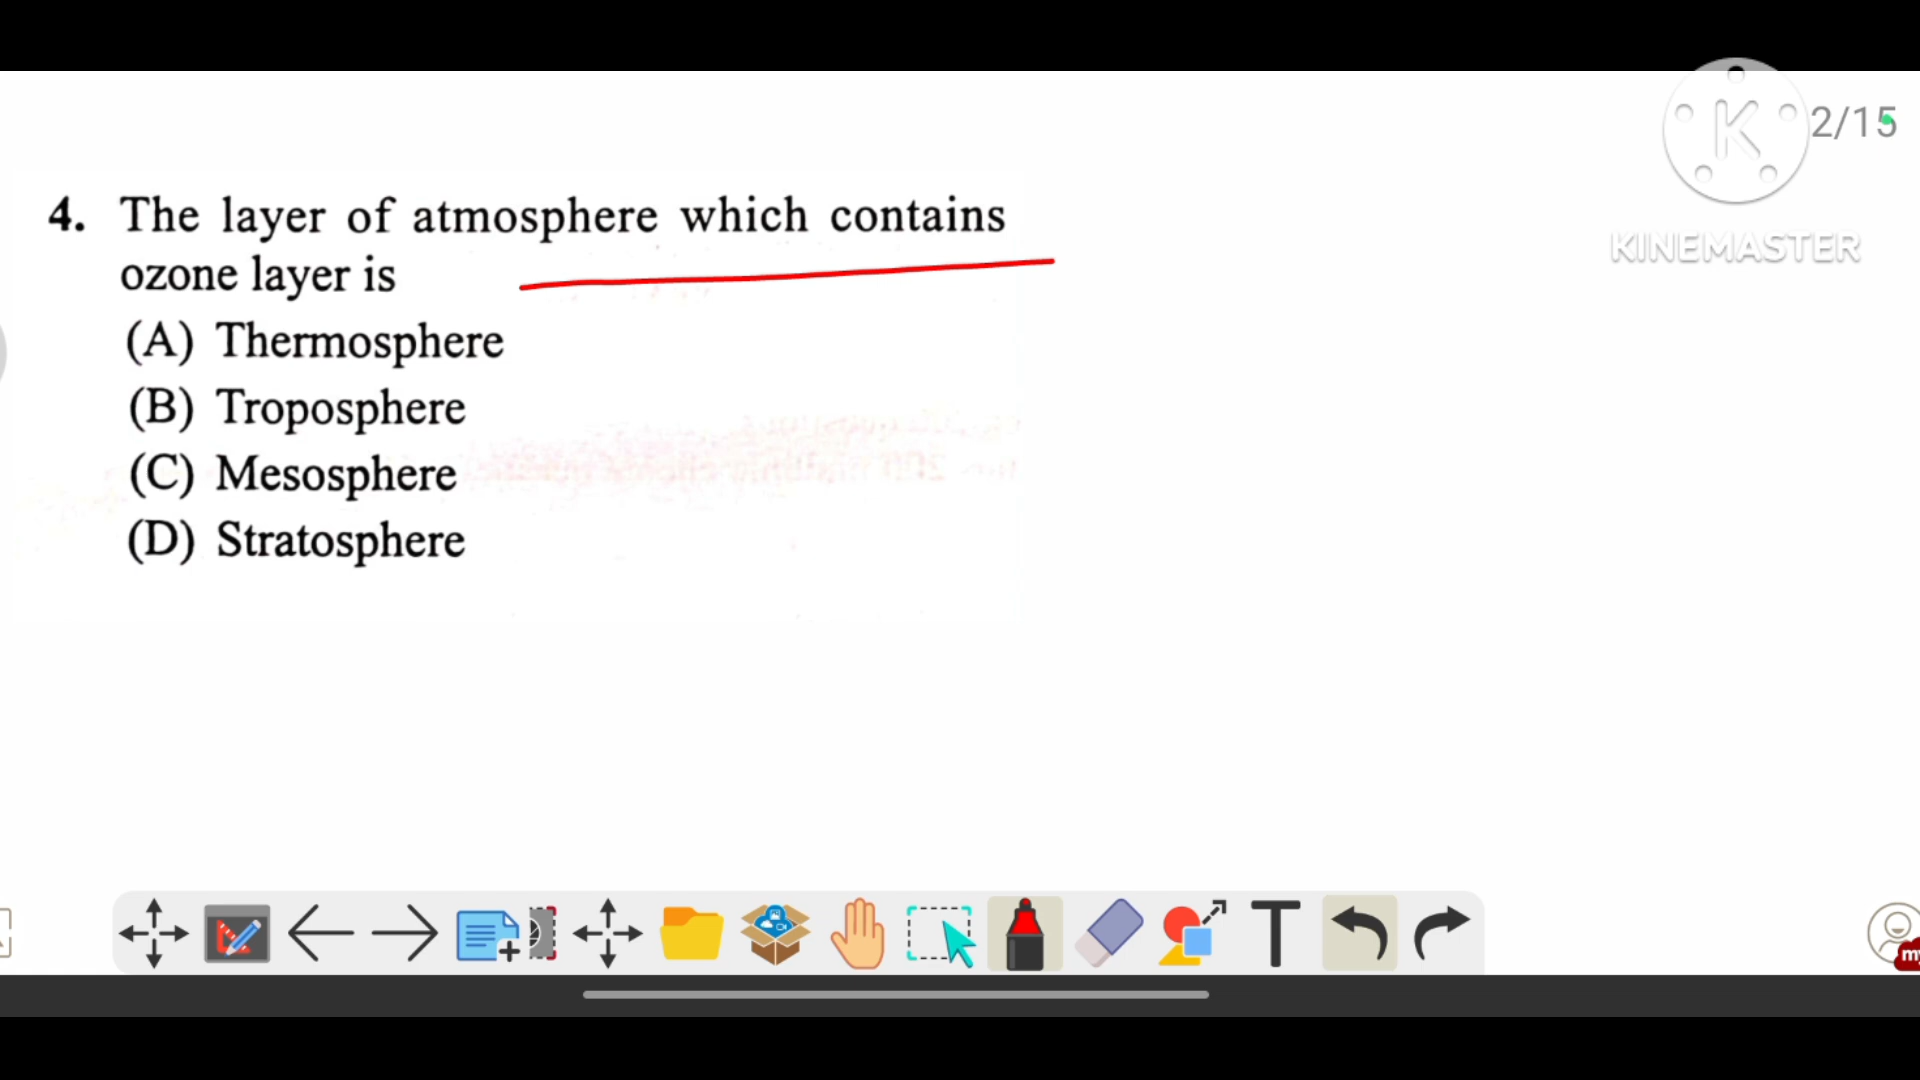 2/15
KINEMASTER
4. The layer of atmosphere which contains
ozone layer is
(A) Thermosphere
(B) Troposphere
(C) Mesosphere
(D) Stratosphere